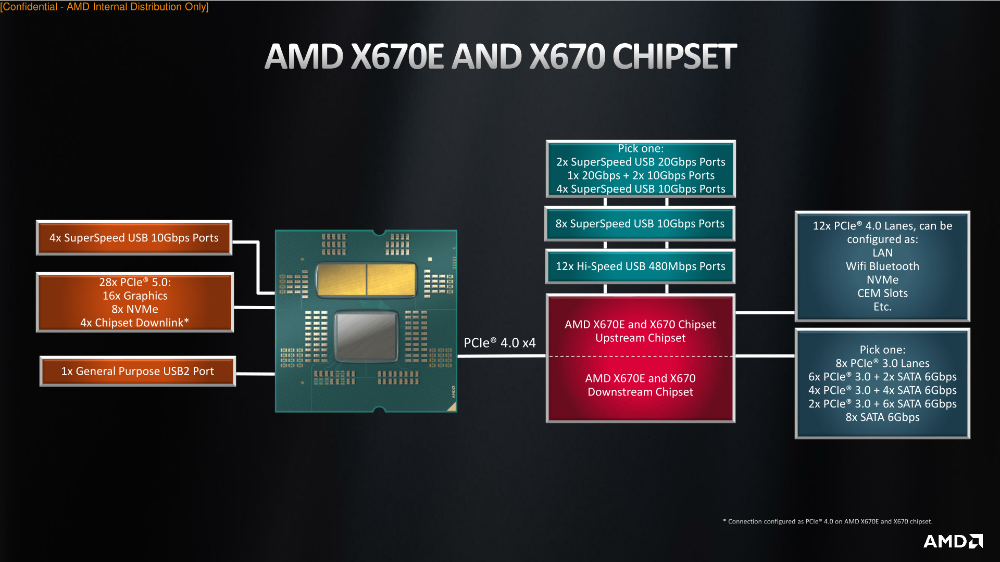 [Confidential - AMD Internal Distribution Only]
AMD X670E AND X670 CHIPSET
4x SuperSpeed USB 10Gbps Ports
28x PCIe® 5.0:
16x Graphics
8x NVMe
4x Chipset Downlink*
1x General Purpose USB2 Port
AMD
PCIe® 4.0 x4
Pick one:
2x SuperSpeed USB 20Gbps Ports
1x 20Gbps + 2x 10Gbps Ports
4x SuperSpeed USB 10Gbps Ports
8x SuperSpeed USB 10Gbps Ports
12x Hi-Speed USB 480Mbps Ports
AMD X670E and X670 Chipset
Upstream Chipset
AMD X670E and X670
Downstream Chipset
12x PCIe® 4.0 Lanes, can be
configured as:
LAN
Wifi Bluetooth
NVMe
CEM Slots
Etc.
Pick one:
8x PCIe® 3.0 Lanes
6x PCIe® 3.0 + 2x SATA 6Gbps
4x PCIe® 3.0 + 4x SATA 6Gbps
2x PCIe® 3.0 + 6x SATA 6Gbps
8x SATA 6Gbps
* Connection configured as PCIe® 4.0 on AMD X670E and X670 chipset.
AMD